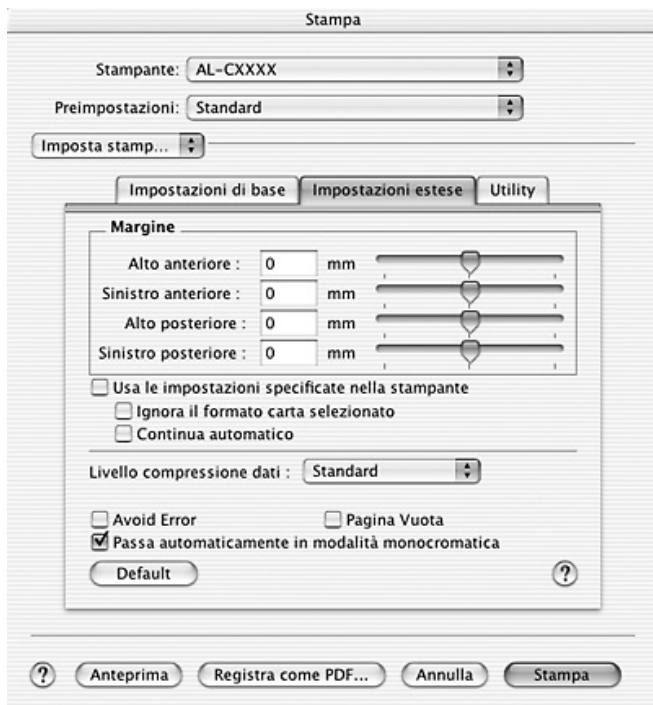 Stampa
Stampante: AL-CXXXX
Preimpostazioni: Standard
Imposta stamp...
Impostazioni di base Impostazioni estese Utility
Margine
Alto anteriore : 0 mm
Sinistro anteriore : 0 mm
Alto posteriore : 0 mm
Sinistro posteriore : 0 mm
Usa le impostazioni specificate nella stampante
Ignora il formato carta selezionato
Continua automatico
Livello compressione dati : Standard
Avoid Error Pagina Vuota
Passa automaticamente in modalità monocromatica
Default ?
? Anteprima Registra come PDF... Annulla Stampa